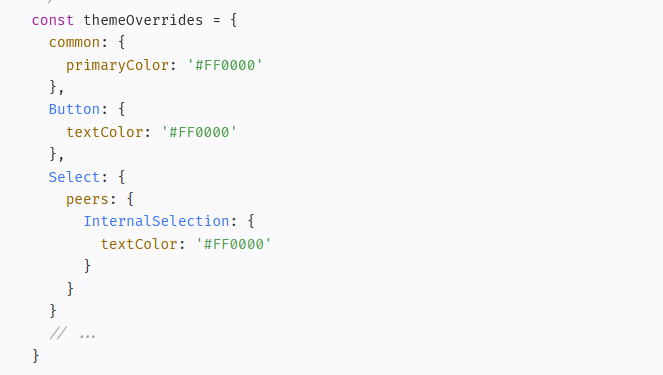 const themeOverrides = {
  common: {
    primaryColor: '#FF0000'
  },
  Button: {
    textColor: '#FF0000'
  },
  Select: {
    peers: {
      InternalSelection: {
        textColor: '#FF0000'
      }
    }
  }
  // ...
}